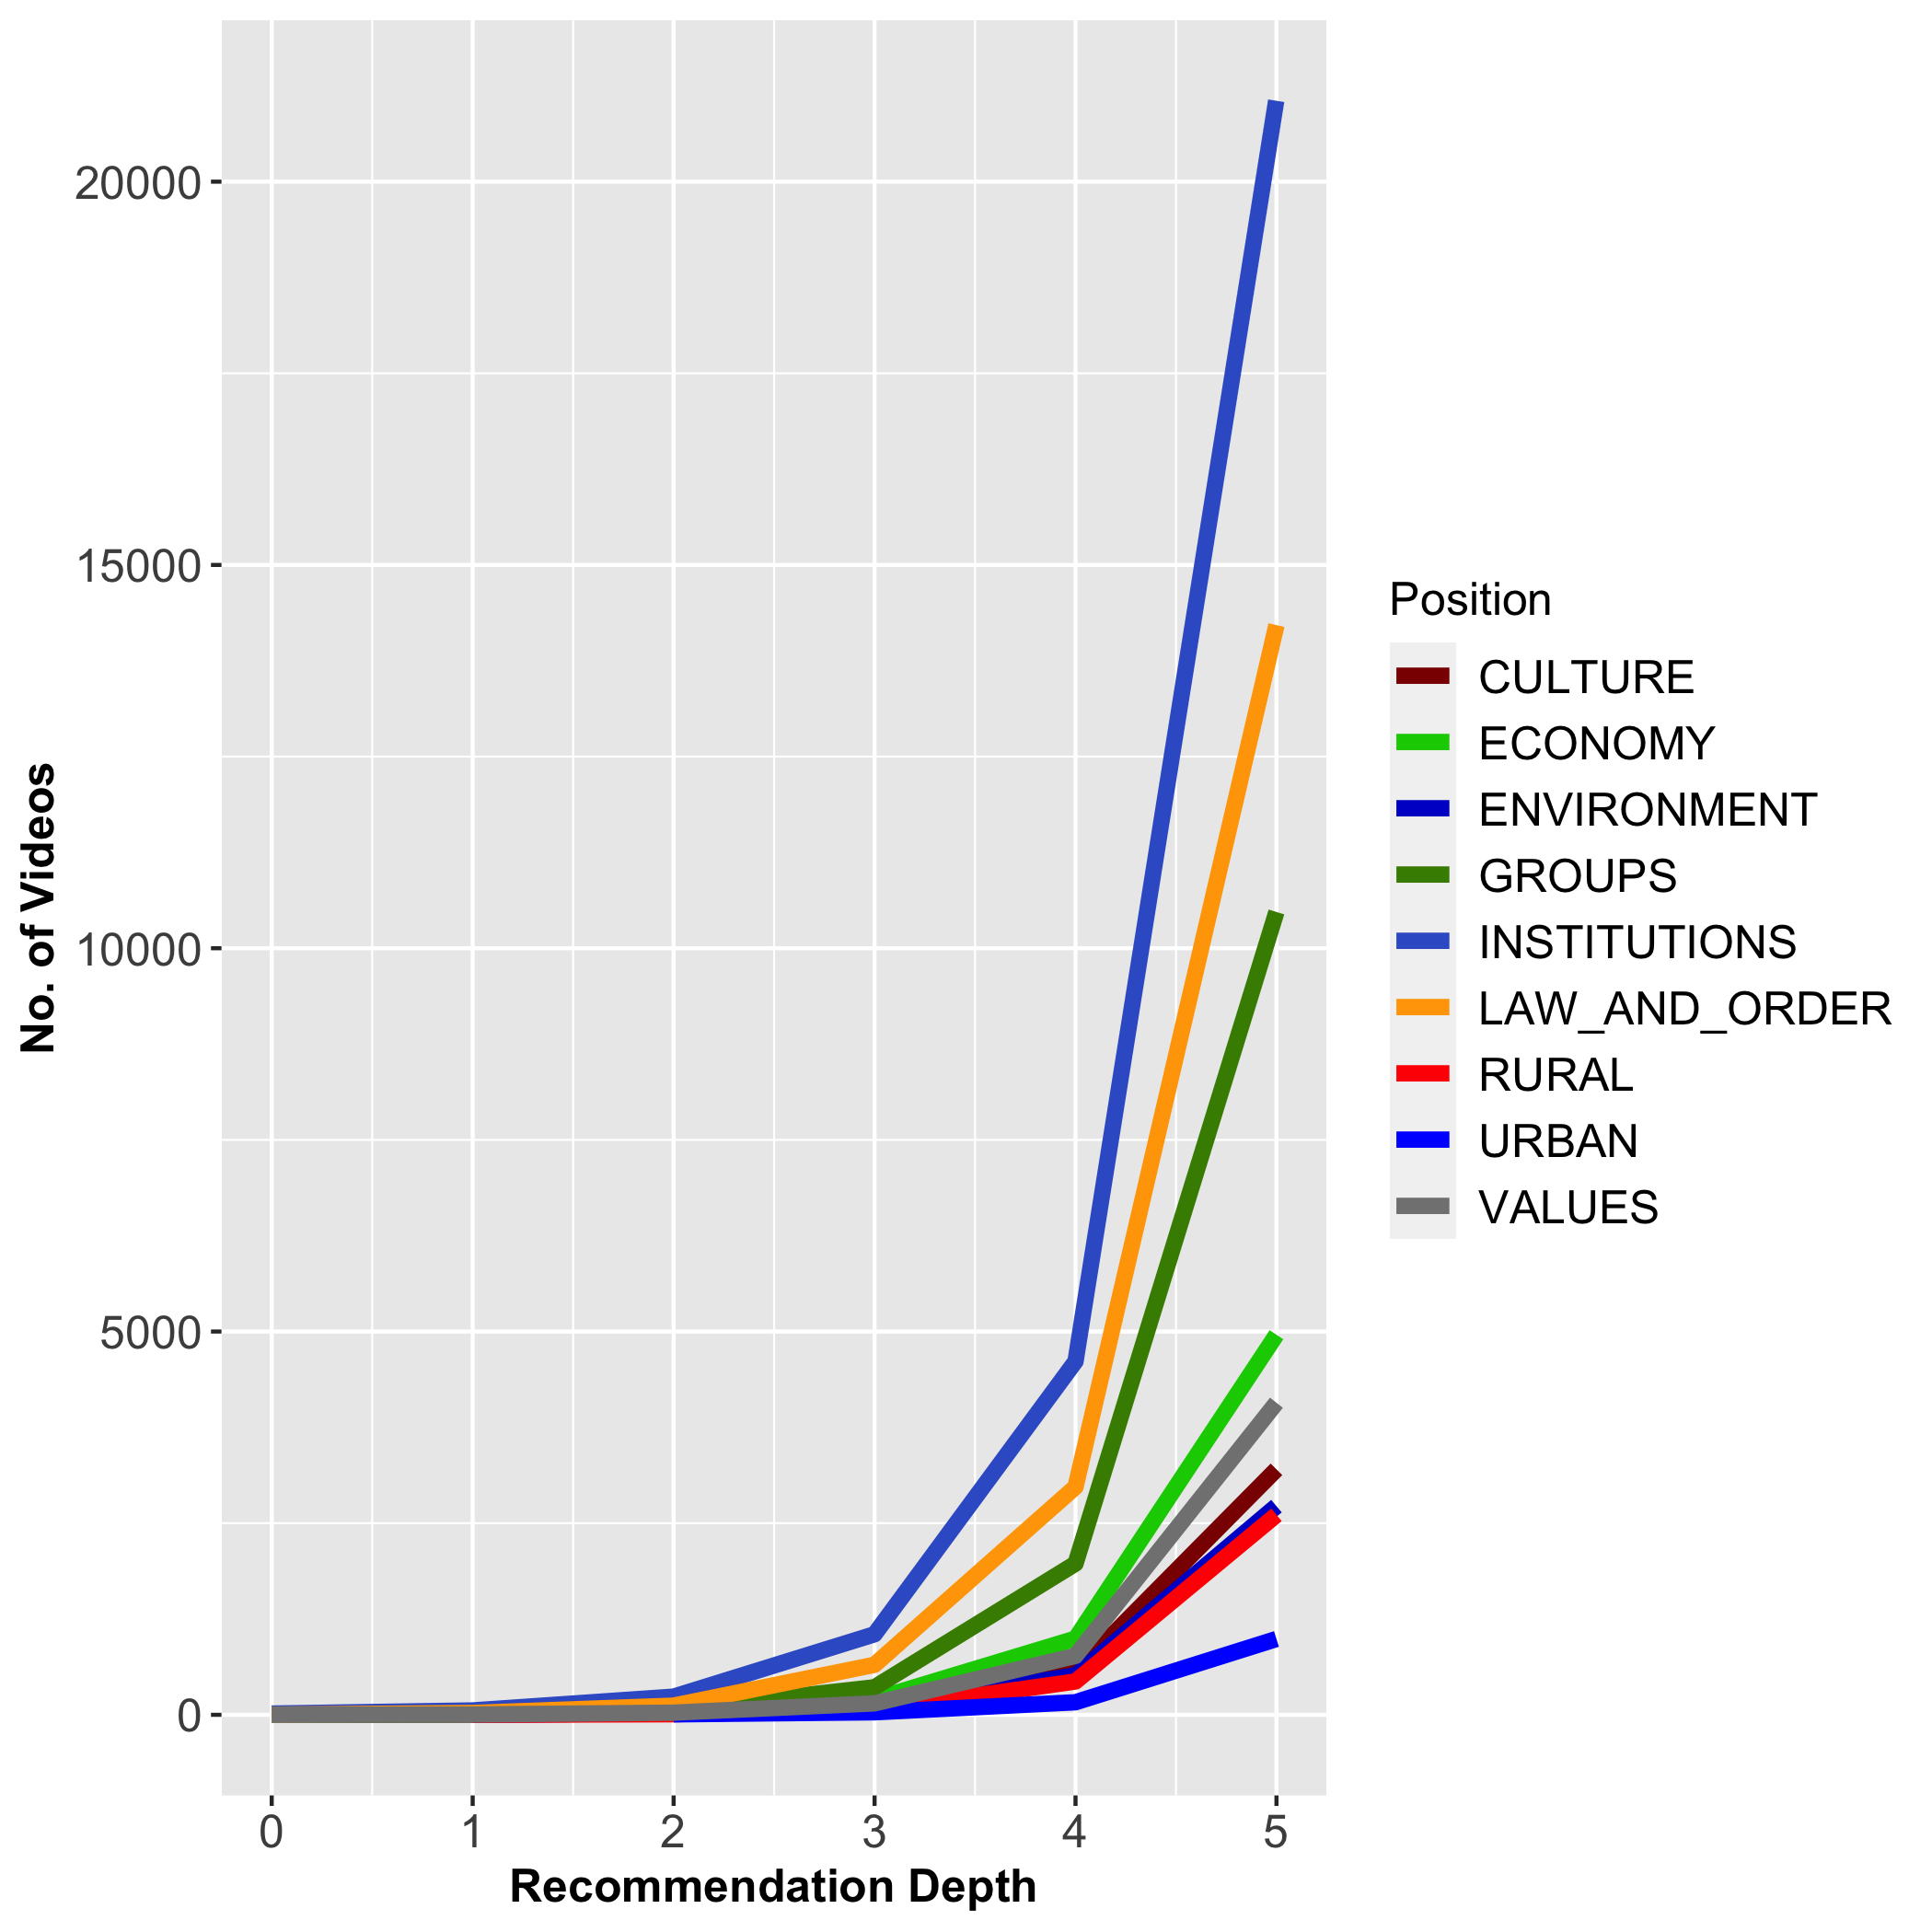 No. of Videos
20000
15000
10000
5000
0
0 1 2 3 4 5
Recommendation Depth
Position
CULTURE
ECONOMY
ENVIRONMENT
GROUPS
INSTITUTIONS
LAW_AND_ORDER
RURAL
URBAN
VALUES